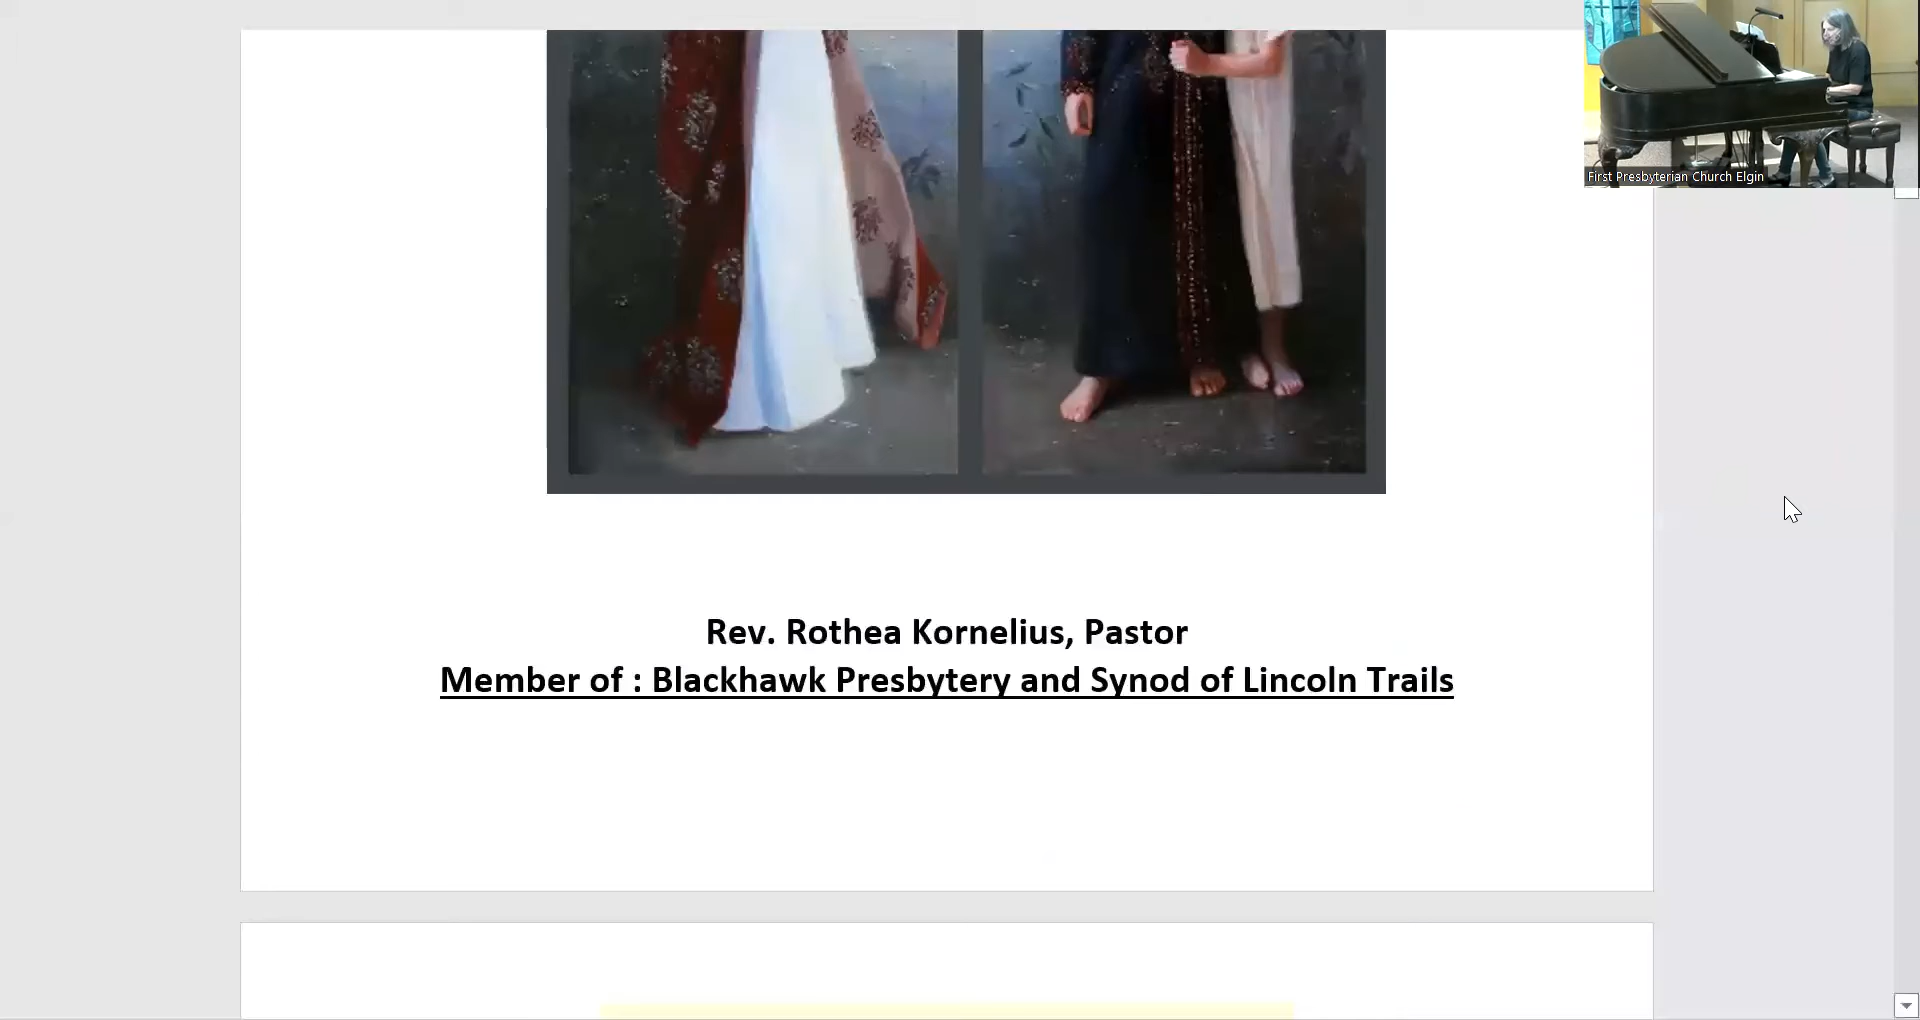 First Presbyterian Church Elgin
Rev. Rothea Kornelius, Pastor
Member of : Blackhawk Presbytery and Synod of Lincoln Trails